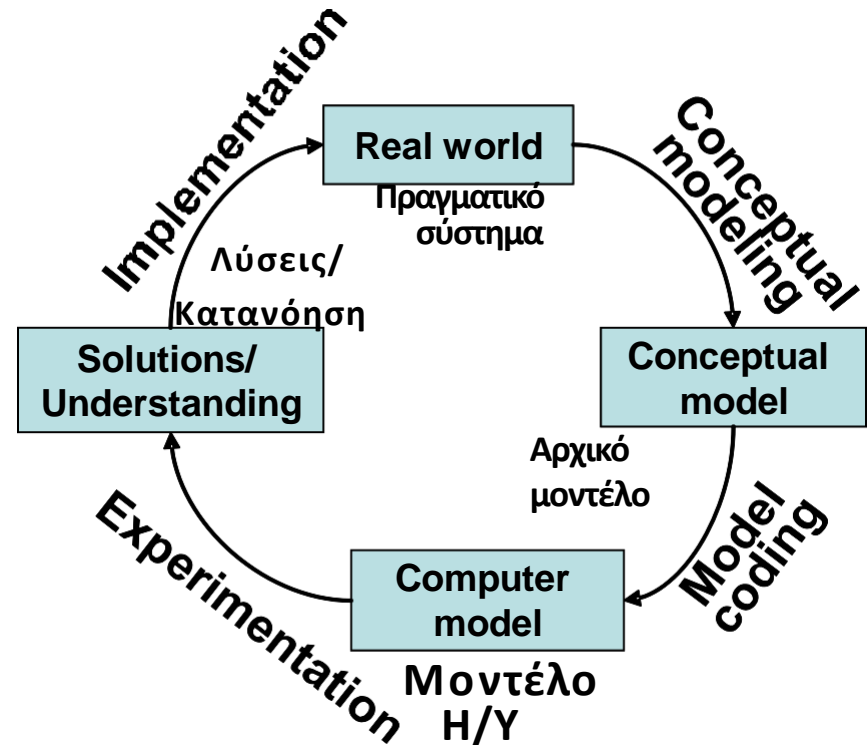 Implementation
Real world
Πραγματικό
σύστημα
Conceptual
modeling
Λύσεις/
Κατανόηση
Solutions/
Understanding
Conceptual
model
Αρχικό
μοντέλο
Model
coding
Experimentation
Computer
model
Μοντέλο
Η/Υ